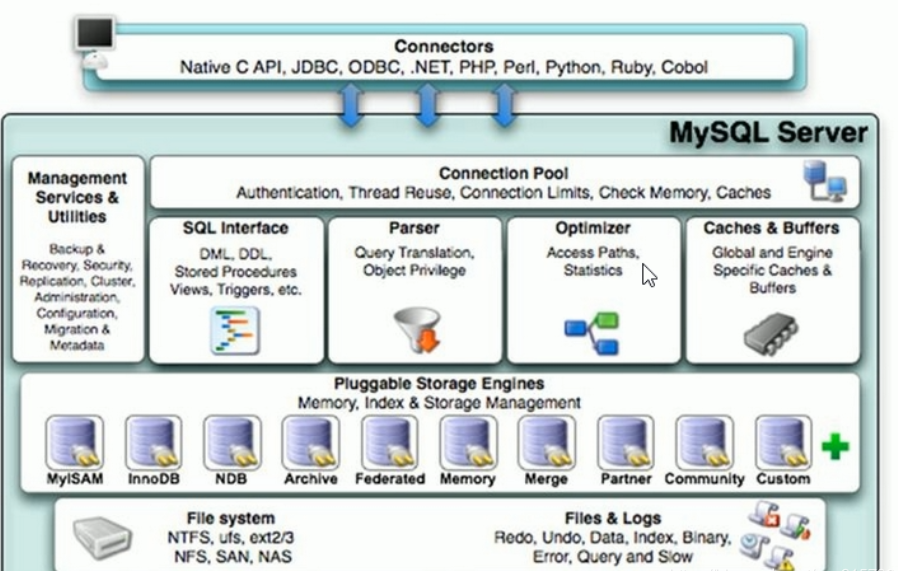 Connectors
Native C API, JDBC, ODBC, .NET, PHP, Perl, Python, Ruby, Cobol
MySQL Server
Management
Services &
Utilities
Backup &
Recovery, Security,
Replication, Cluster,
Administration,
Configuration,
Migration &
Metadata
Connection Pool
Authentication, Thread Reuse, Connection Limits, Check Memory, Caches
SQL Interface
DML, DDL,
Stored Procedures
Views, Triggers, etc.
Parser
Query Translation,
Object Privilege
Optimizer
Access Paths,
Statistics
Caches & Buffers
Global and Engine
Specific Caches &
Buffers
Pluggable Storage Engines
Memory, Index & Storage Management
MyISAM
InnoDB
NDB
Archive
Federated
Memory
Merge
Partner
Community
Custom
File system
NTFS, ufs, ext2/3
NFS, SAN, NAS
Files & Logs
Redo, Undo, Data, Index, Binary,
Error, Query and Slow